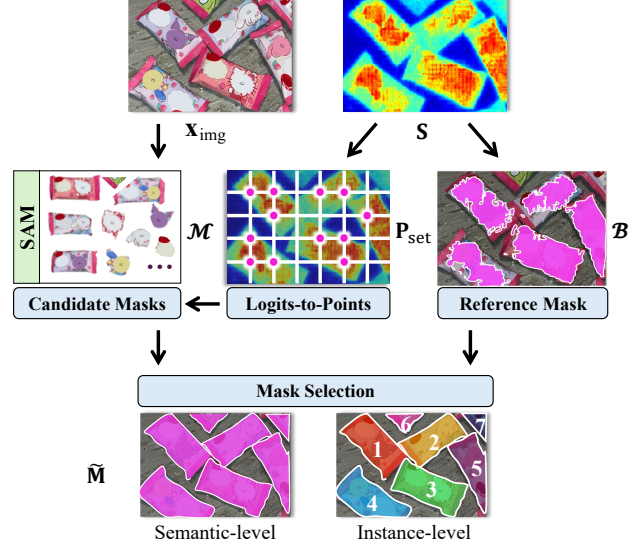 x_img
S
SAM
ℳ
P_set
ℬ
Candidate Masks
Logits-to-Points
Reference Mask
Mask Selection
M̃
1
2
3
4
5
6
7
Semantic-level
Instance-level